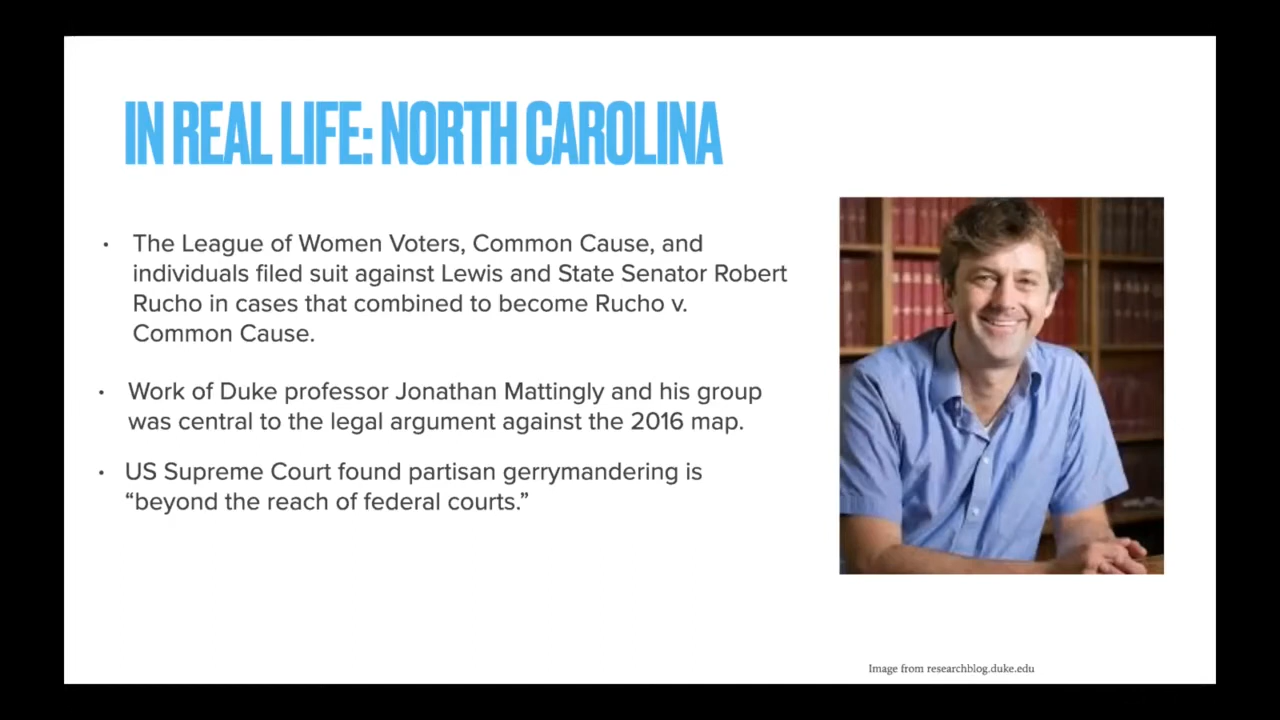 IN REAL LIFE: NORTH CAROLINA
• The League of Women Voters, Common Cause, and
individuals filed suit against Lewis and State Senator Robert
Rucho in cases that combined to become Rucho v.
Common Cause.
• Work of Duke professor Jonathan Mattingly and his group
was central to the legal argument against the 2016 map.
• US Supreme Court found partisan gerrymandering is
“beyond the reach of federal courts.”
Image from researchblog.duke.edu